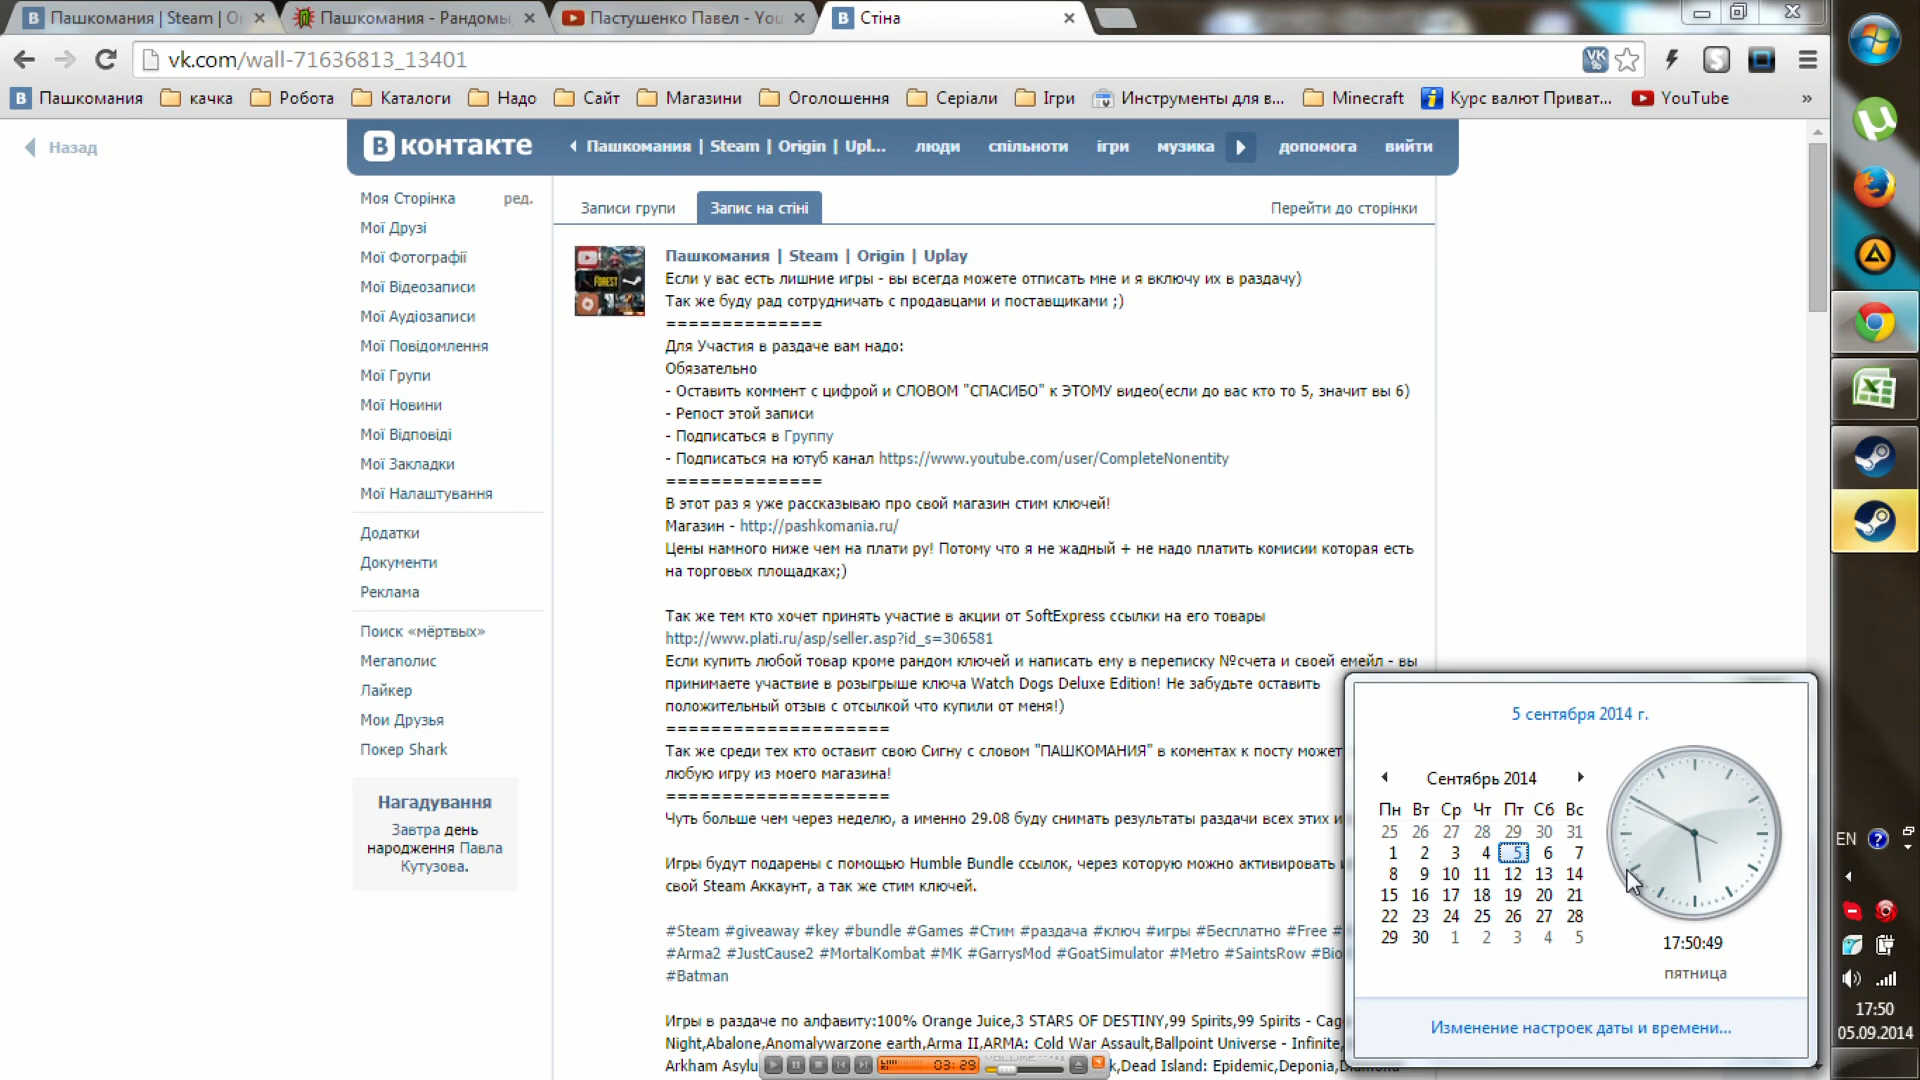 Пашкомания | Steam | Or
Пашкомания - Рандомы,
Пастушенко Павел - You
Стіна
vk.com/wall-71636813_13401
Пашкомания качка Робота Каталоги Надо Сайт Магазини Оголошення Серіали Ігри Инструменты для в... Minecraft Курс валют Приват... YouTube »
Назад
В контакте Пашкомания | Steam | Origin | Upl... люди спільноти ігри музика допомога вийти
Моя Сторінка ред.
Мої Друзі
Мої Фотографії
Мої Відеозаписи
Мої Аудіозаписи
Мої Повідомлення
Мої Групи
Мої Новини
Мої Відповіді
Мої Закладки
Мої Налаштування
Додатки
Документи
Реклама
Поиск «мёртвых»
Мегаполис
Лайкер
Мои Друзья
Покер Shark
Нагадування
Завтра день
народження Павла
Кутузова.
Записи групи Запис на стіні Перейти до сторінки
Пашкомания | Steam | Origin | Uplay
Если у вас есть лишние игры - вы всегда можете отписать мне и я включу их в раздачу)
Так же буду рад сотрудничать с продавцами и поставщиками ;)
==============
Для Участия в раздаче вам надо:
Обязательно
- Оставить коммент с цифрой и СЛОВОМ "СПАСИБО" к ЭТОМУ видео(если до вас кто то 5, значит вы 6)
- Репост этой записи
- Подписаться в Группу
- Подписаться на ютуб канал https://www.youtube.com/user/CompleteNonentity
==============
В этот раз я уже рассказываю про свой магазин стим ключей!
Магазин - http://pashkomania.ru/
Цены намного ниже чем на плати ру! Потому что я не жадный + не надо платить комисии которая есть
на торговых площадках;)
Так же тем кто хочет принять участие в акции от SoftExpress ссылки на его товары
http://www.plati.ru/asp/seller.asp?id_s=306581
Если купить любой товар кроме рандом ключей и написать ему в переписку №счета и своей емейл - вы
принимаете участие в розыгрыше ключа Watch Dogs Deluxe Edition! Не забудьте оставить
положительный отзыв с отсылкой что купили от меня!)
====================
Так же среди тех кто оставит свою Сигну с словом "ПАШКОМАНИЯ" в коментах к посту может
любую игру из моего магазина!
====================
Чуть больше чем через неделю, а именно 29.08 буду снимать результаты раздачи всех этих и
Игры будут подарены с помощью Humble Bundle ссылок, через которую можно активировать
свой Steam Аккаунт, а так же стим ключей.
#Steam #giveaway #key #bundle #Games #Стим #раздача #ключ #игры #Бесплатно #Free #
#Arma2 #JustCause2 #MortalKombat #MK #GarrysMod #GoatSimulator #Metro #SaintsRow #Bio
#Batman
Игры в раздаче по алфавиту:100% Orange Juice,3 STARS OF DESTINY,99 Spirits,99 Spirits - Cag
Night,Abalone,Anomalywarzone earth,Arma II,ARMA: Cold War Assault,Ballpoint Universe - Infinite,
Arkham Asylu k,Dead Island: Epidemic,Deponia,D
03:29
VOLUME
5 сентября 2014 г.
Сентябрь 2014
Пн Вт Ср Чт Пт Сб Вс
25 26 27 28 29 30 31
1 2 3 4 5 6 7
8 9 10 11 12 13 14
15 16 17 18 19 20 21
22 23 24 25 26 27 28
29 30 1 2 3 4 5
17:50:49
пятница
Изменение настроек даты и времени...
EN
17:50
05.09.2014